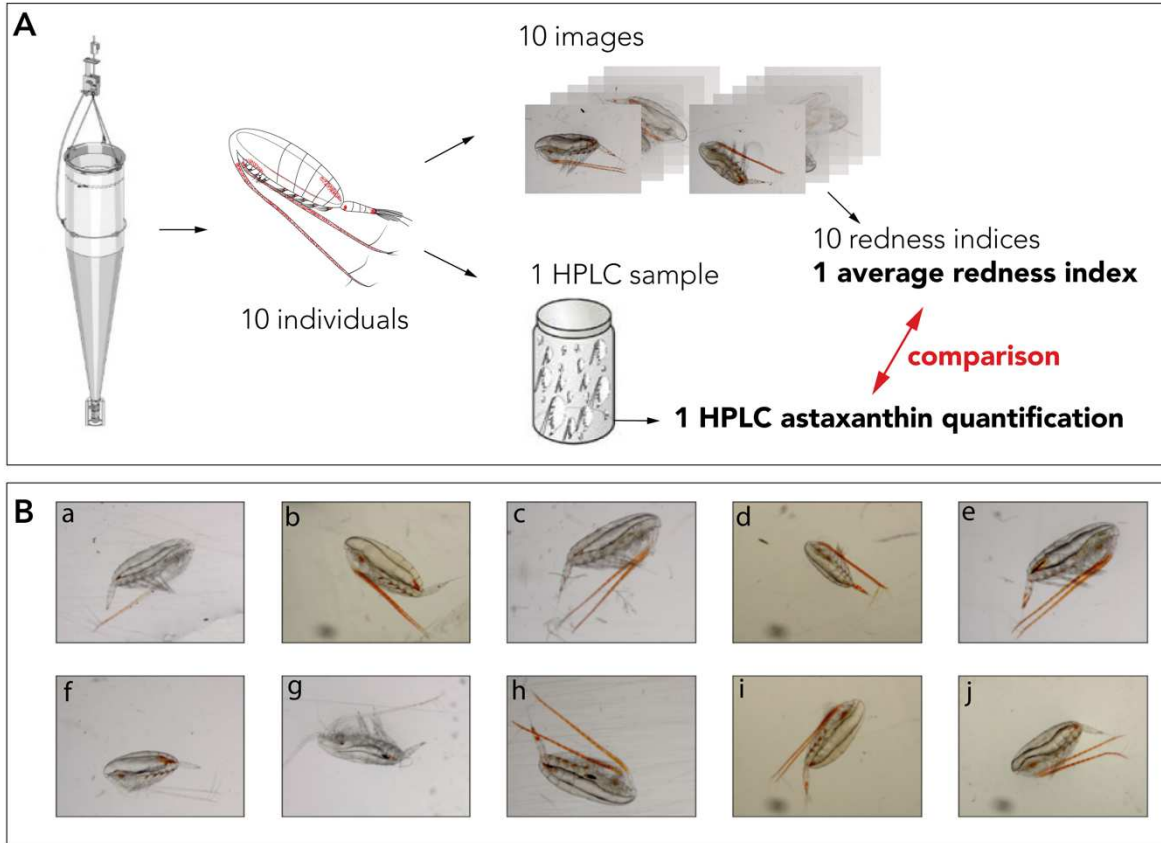 A
10 images
10 individuals
1 HPLC sample
10 redness indices
1 average redness index
comparison
1 HPLC astaxanthin quantification
B
a
b
c
d
e
f
g
h
i
j